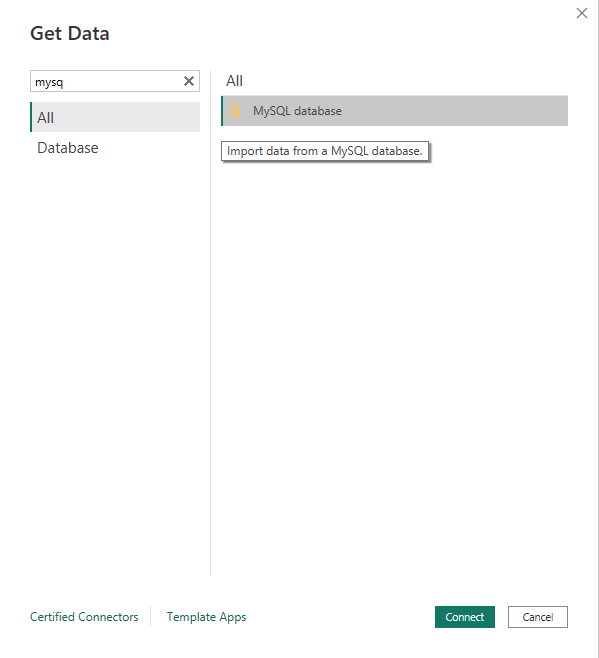 Get Data
mysq
All
Database
All
MySQL database
Import data from a MySQL database.
Certified Connectors
Template Apps
Connect
Cancel